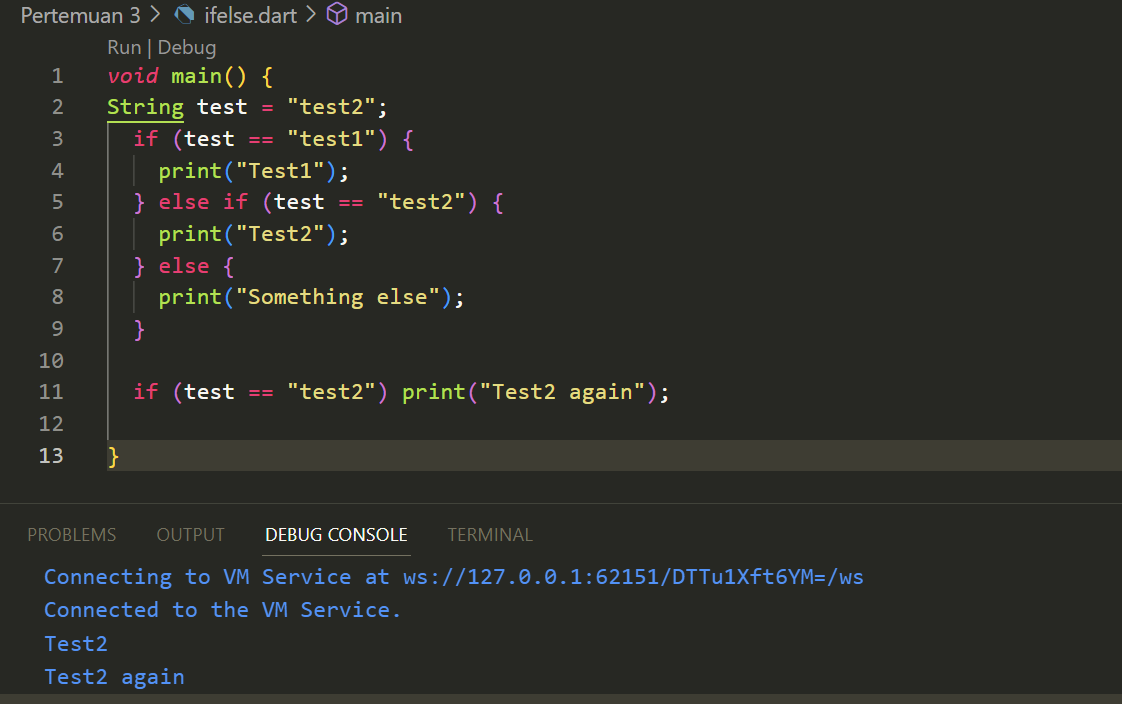 Pertemuan 3 > ifelse.dart > main
Run | Debug
1 void main() {
2 String test = "test2";
3   if (test == "test1") {
4     print("Test1");
5   } else if (test == "test2") {
6     print("Test2");
7   } else {
8     print("Something else");
9   }
10
11   if (test == "test2") print("Test2 again");
12
13 }
PROBLEMS OUTPUT DEBUG CONSOLE TERMINAL
Connecting to VM Service at ws://127.0.0.1:62151/DTTu1Xft6YM=/ws
Connected to the VM Service.
Test2
Test2 again